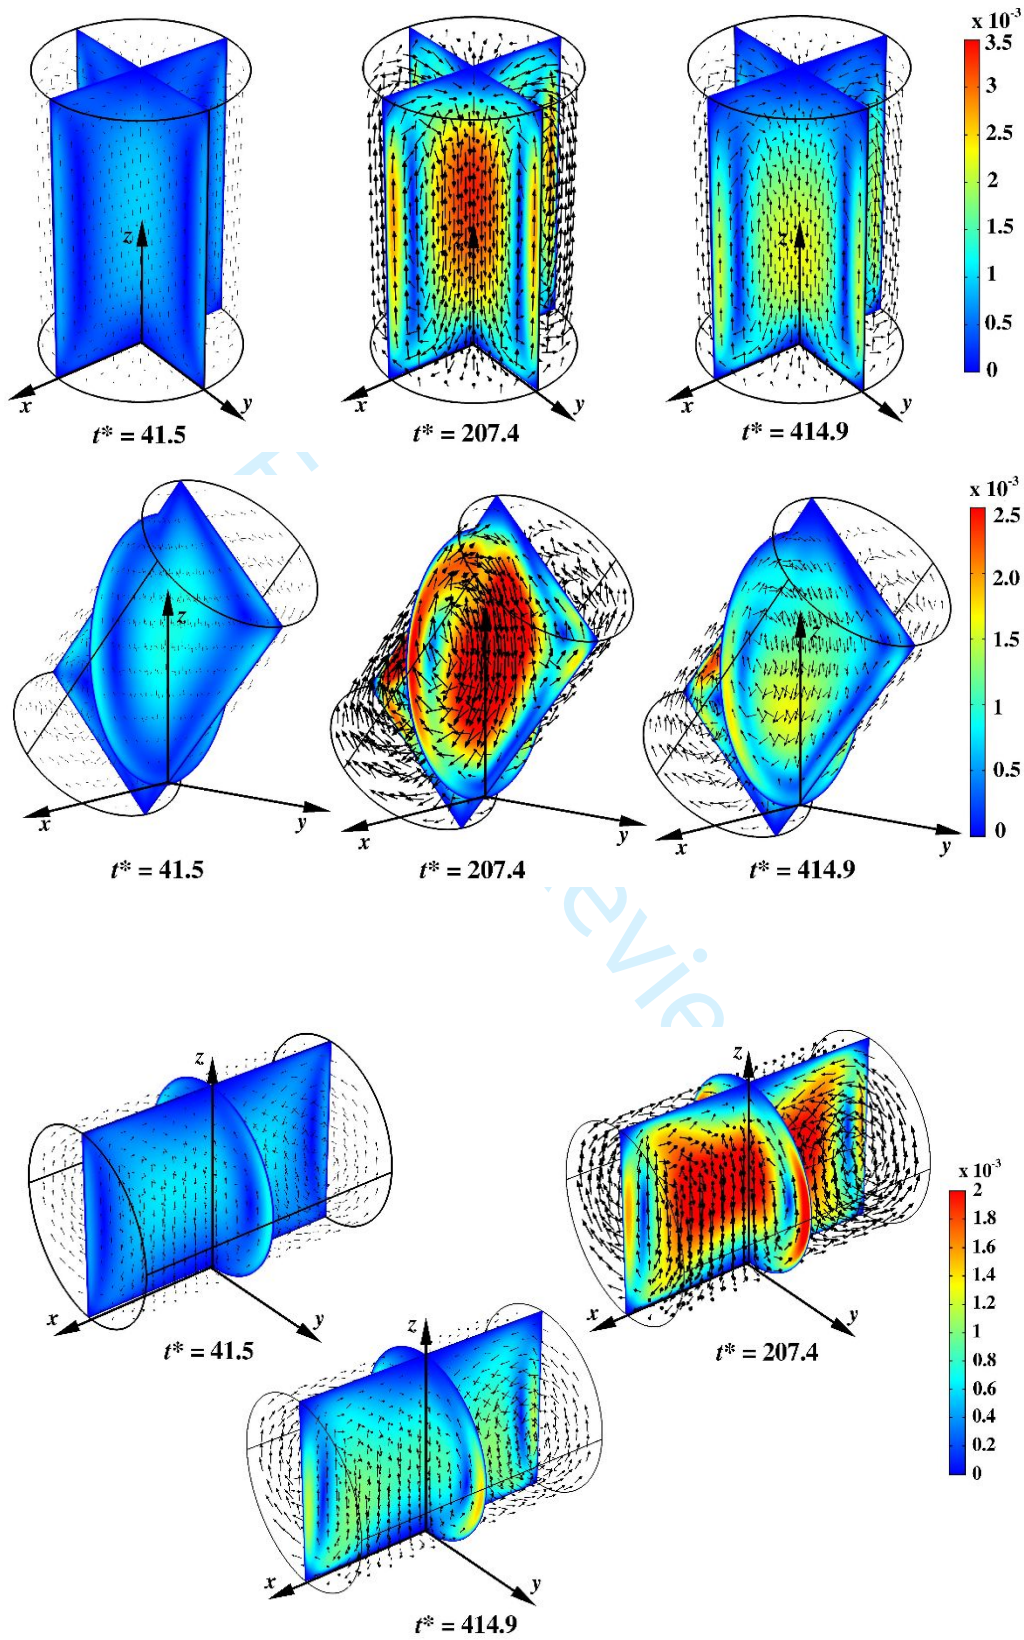 x 10⁻³
3.5
3
2.5
2
1.5
1
0.5
0
z
z
z
x
y
x
y
x
y
t* = 41.5
t* = 207.4
t* = 414.9
x 10⁻³
2.5
2.0
1.5
1
0.5
0
z
x
y
x
y
x
y
t* = 41.5
t* = 207.4
t* = 414.9
evie
z
z
x
y
x
y
t* = 41.5
t* = 207.4
x 10⁻³
2
1.8
1.6
1.4
1.2
1
0.8
0.6
0.4
0.2
0
z
x
y
t* = 414.9